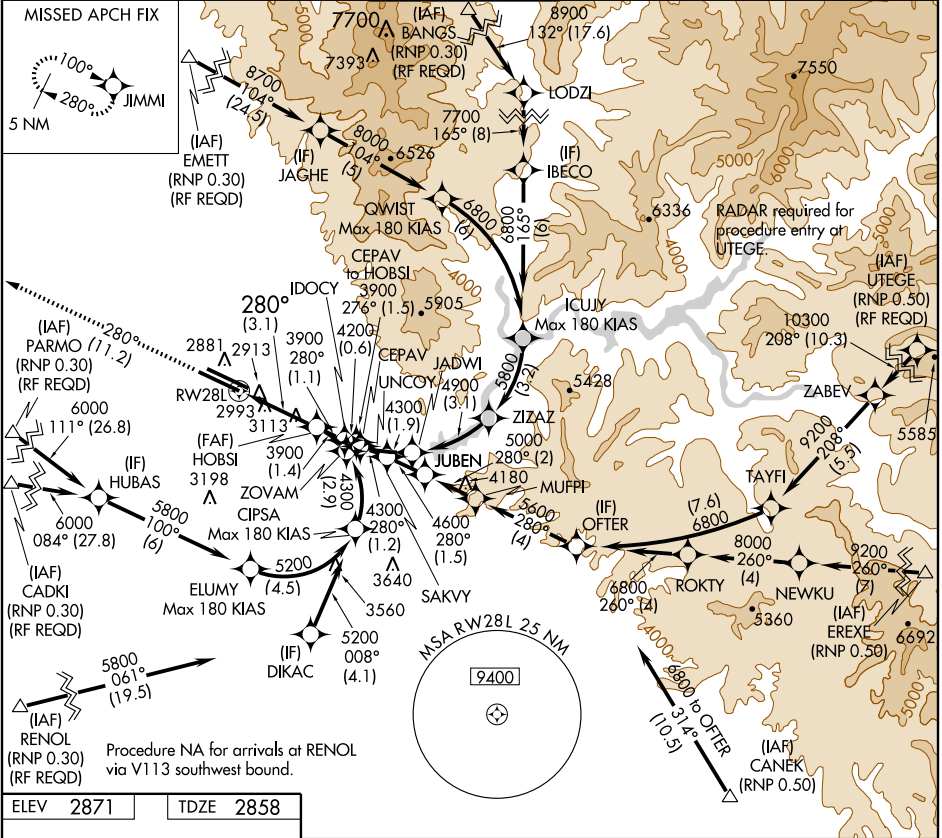 MISSED APCH FIX
100°
280°
JIMMI
5 NM
7700
7393
(IAF)
BANGS
(RNP 0.30)
(RF REQD)
8900
132° (17.6)
LODZI
7550
8700
104°
(24.5)
(IAF)
EMETT
(RNP 0.30)
(RF REQD)
(IF)
JAGHE
8000
104°
(5)
6526
7700
165° (8)
(IF)
IBECO
5000
5000
QWIST
Max 180 KIAS
6800
(6)
6800
165°
(6)
6336
4000
RADAR required for
procedure entry at
UTEGE.
(IAF)
UTEGE
(RNP 0.50)
(RF REQD)
4000
CEPAV
to HOBSI
3900
276° (1.5)
5905
ICUJY
Max 180 KIAS
10300
208° (10.3)
IDOCY
280°
(3.1)
3900
280°
(1.1)
4200
(0.6)
CEPAV
UNCOY
JADWI
4900
(3.1)
5800
(3.2)
5428
ZABEV
5585
280°
(11.2)
(IAF)
PARMO
(RNP 0.30)
(RF REQD)
2881
2913
RW28L
2993
3113
4300
(1.9)
ZIZAZ
9200
208°
(5.5)
6000
111° (26.8)
(FAF)
HOBSI
3198
3900
(1.4)
JUBEN
5000
280° (2)
4180
MUFPI
TAYFI
(IF)
HUBAS
ZOVAM
4300
(2.9)
CIPSA
Max 180 KIAS
4300
280°
(1.2)
4600
280°
(1.5)
5600
280°
(4)
(IF)
OFTER
(7.6)
6800
6000
084° (27.8)
5800
100°
(6)
(IAF)
CADKI
(RNP 0.30)
(RF REQD)
5200
(4.5)
ELUMY
Max 180 KIAS
3640
SAKVY
3560
6800
260° (4)
ROKTY
8000
260°
(4)
NEWKU
9200
260°
(7)
5360
(IAF)
EREXE
(RNP 0.50)
6692
(IF)
DIKAC
5200
008°
(4.1)
4000
5000
MSA RW28L 25 NM
9400
5800
061°
(19.5)
(IAF)
RENOL
(RNP 0.30)
(RF REQD)
Procedure NA for arrivals at RENOL
via V113 southwest bound.
6800 to OFTER
314°
(10.5)
(IAF)
CANEK
(RNP 0.50)
ELEV 2871
TDZE 2858